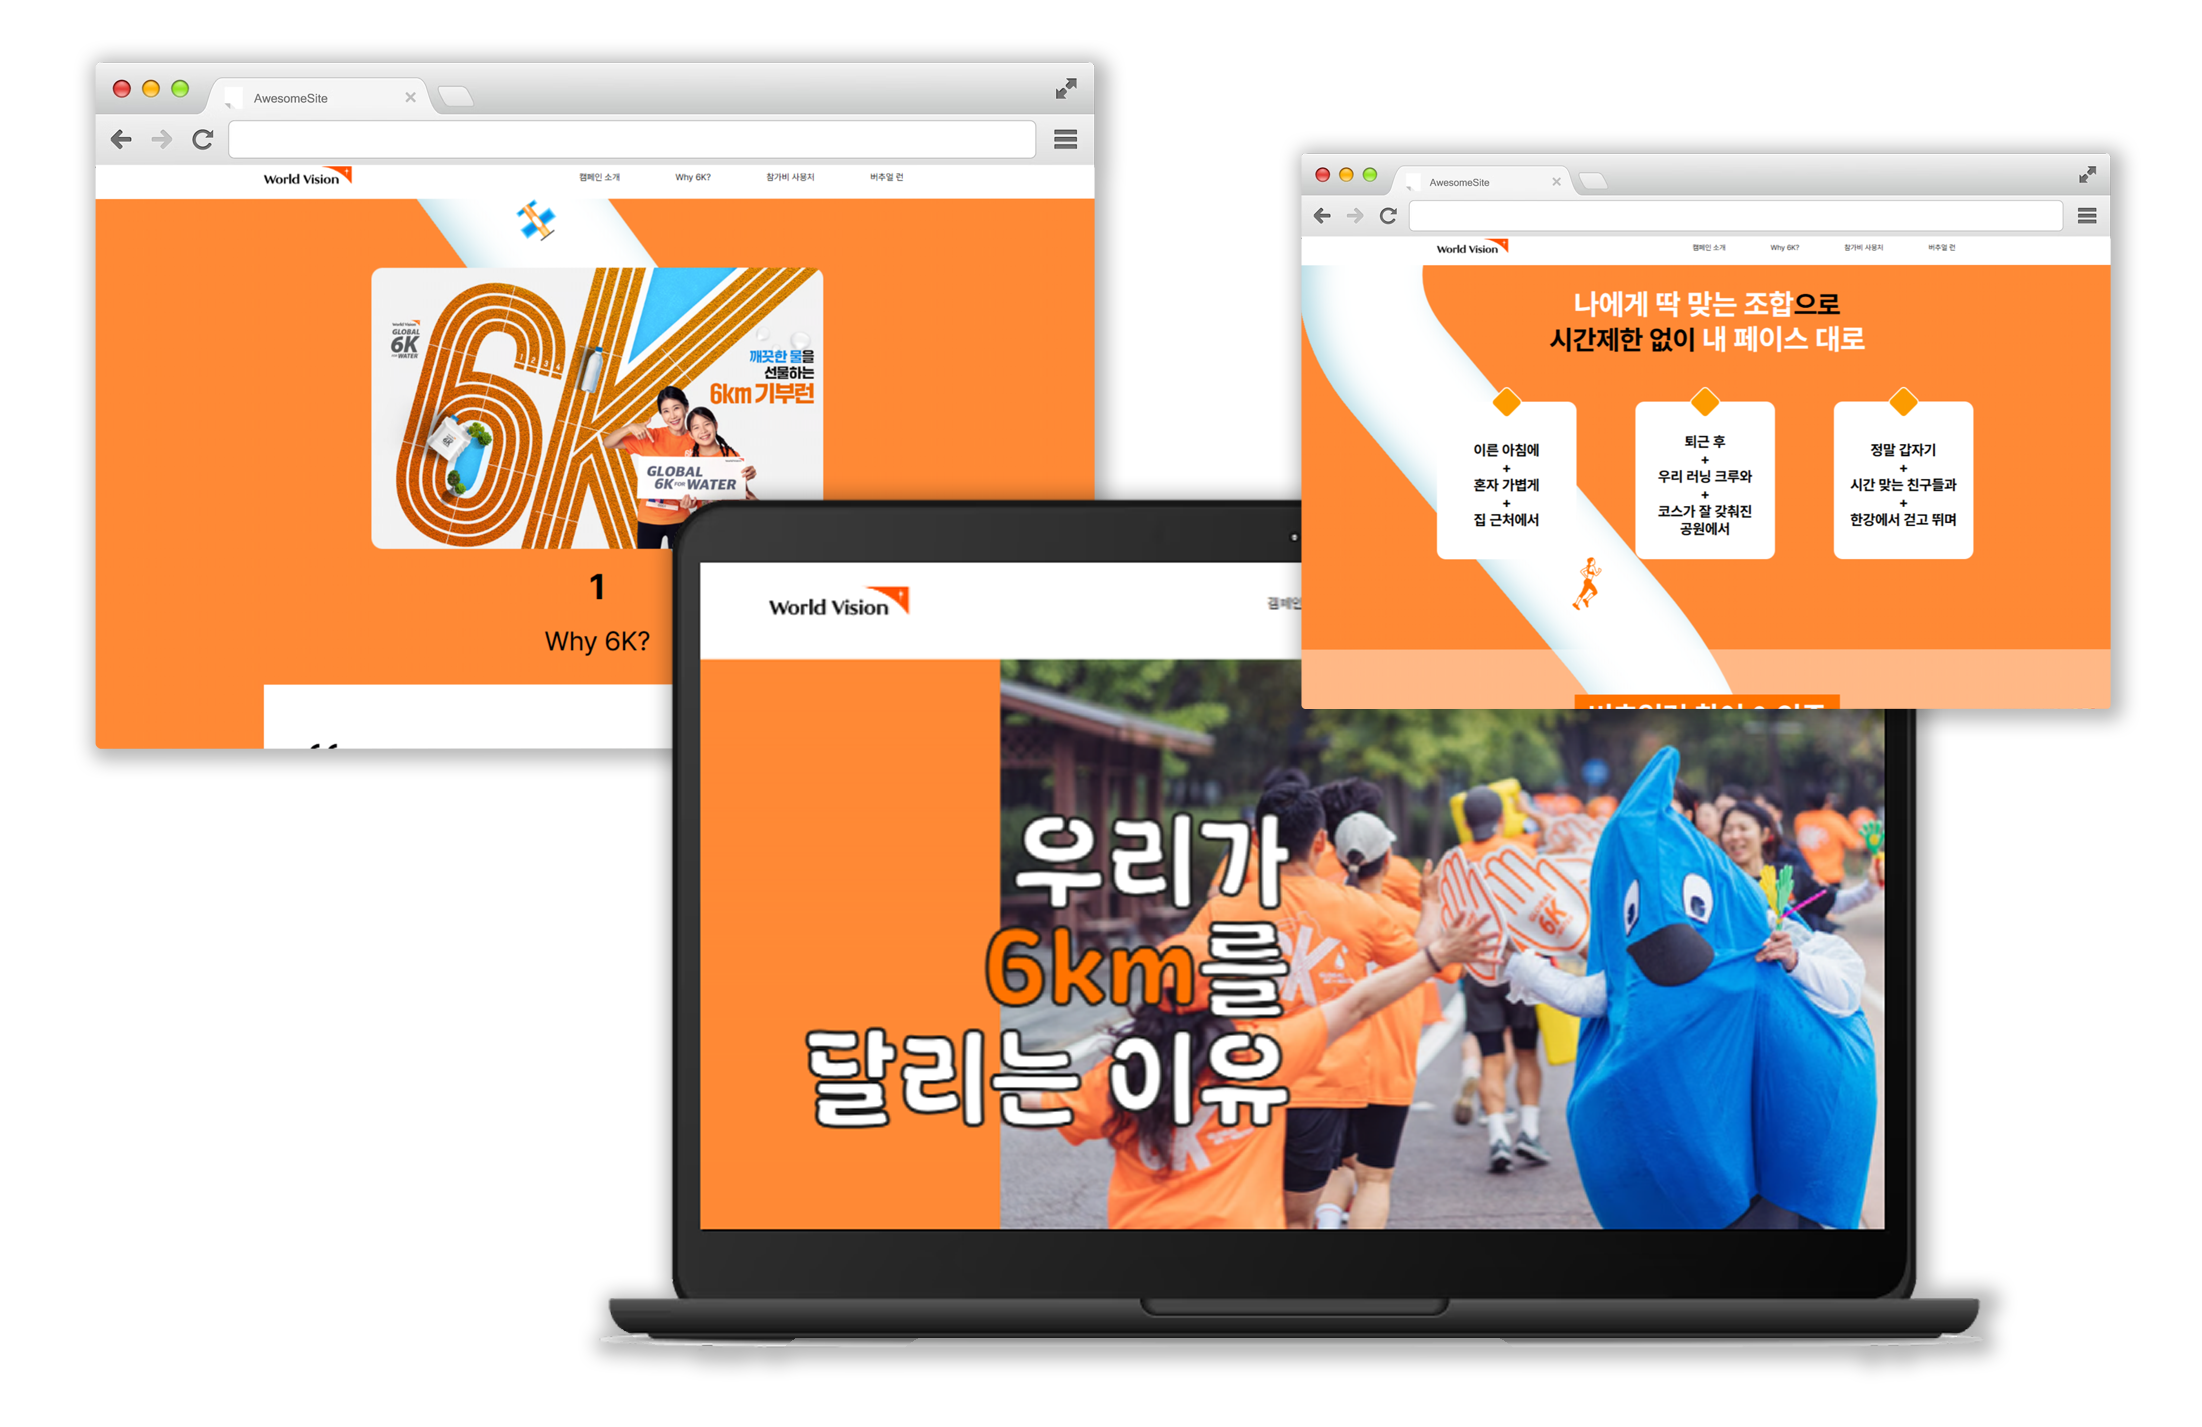 AwesomeSite
World Vision
캠페인 소개
Why 6K?
참가비 사용처
버추얼 런
World Vision
GLOBAL
6K
FOR WATER
1 2 3 4
깨끗한 물을
선물하는
6km 기부런
GLOBAL
6K FOR WATER
1
Why 6K?
“
AwesomeSite
World Vision
캠페인 소개
Why 6K?
참가비 사용처
버추얼 런
나에게 딱 맞는 조합으로
시간제한 없이 내 페이스 대로
이른 아침에
+
혼자 가볍게
+
집 근처에서
퇴근 후
+
우리 러닝 크루와
+
코스가 잘 갖춰진
공원에서
정말 갑자기
+
시간 맞는 친구들과
+
한강에서 걷고 뛰며
World Vision
캠페인
우리가
6km를
달리는 이유
GLOBAL
6K